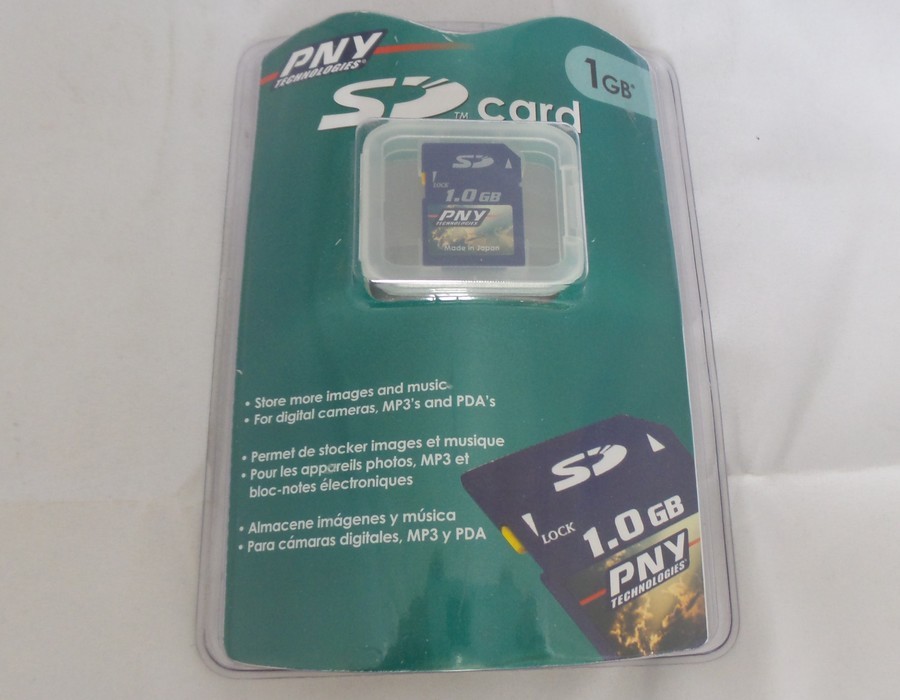 PNY
TECHNOLOGIES®
1GB*
SD™ card
SD
LOCK
1.0 GB
PNY
TECHNOLOGIES
Made in Japan
• Store more images and music
• For digital cameras, MP3's and PDA's
• Permet de stocker images et musique
• Pour les appareils photos, MP3 et
bloc-notes électroniques
• Almacene imágenes y música
• Para cámaras digitales, MP3 y PDA
SD
LOCK
1.0 GB
PNY
TECHNOLOGIES®